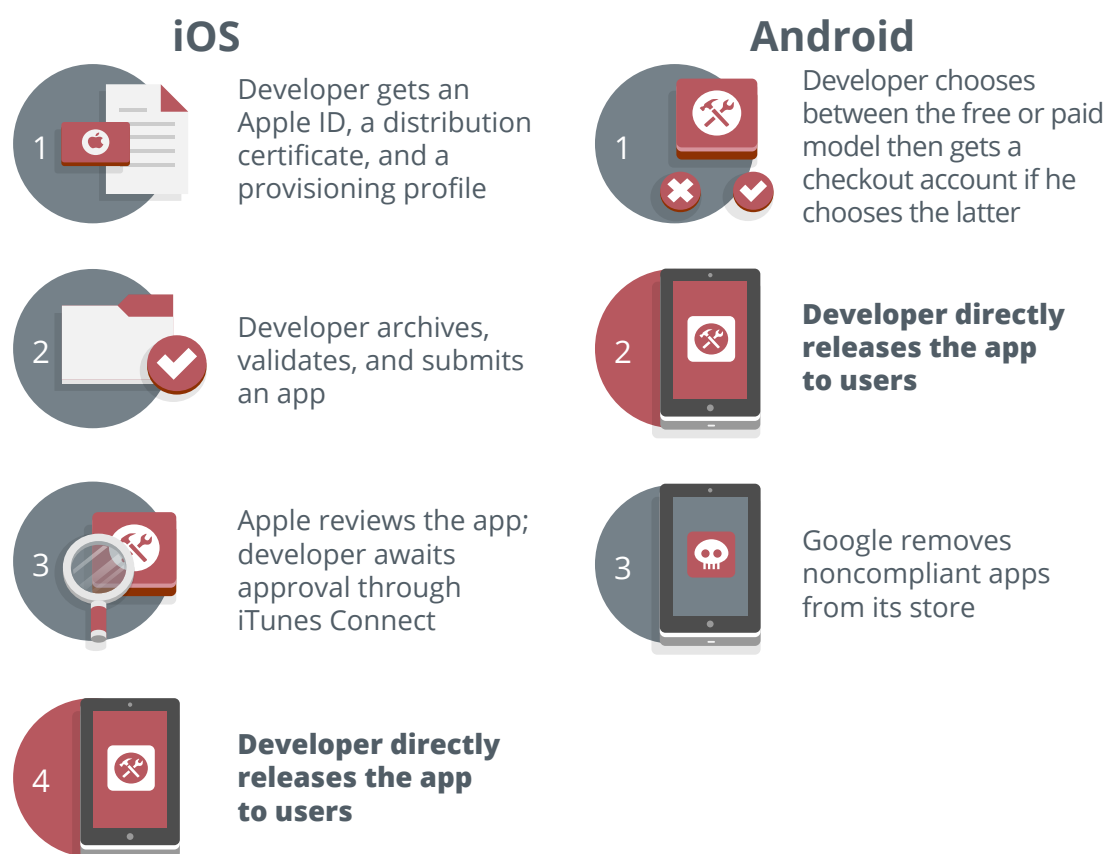 iOS
1
Developer gets an
Apple ID, a distribution
certificate, and a
provisioning profile
2
Developer archives,
validates, and submits
an app
3
Apple reviews the app;
developer awaits
approval through
iTunes Connect
4
Developer directly
releases the app
to users
Android
1
Developer chooses
between the free or paid
model then gets a
checkout account if he
chooses the latter
2
Developer directly
releases the app
to users
3
Google removes
noncompliant apps
from its store